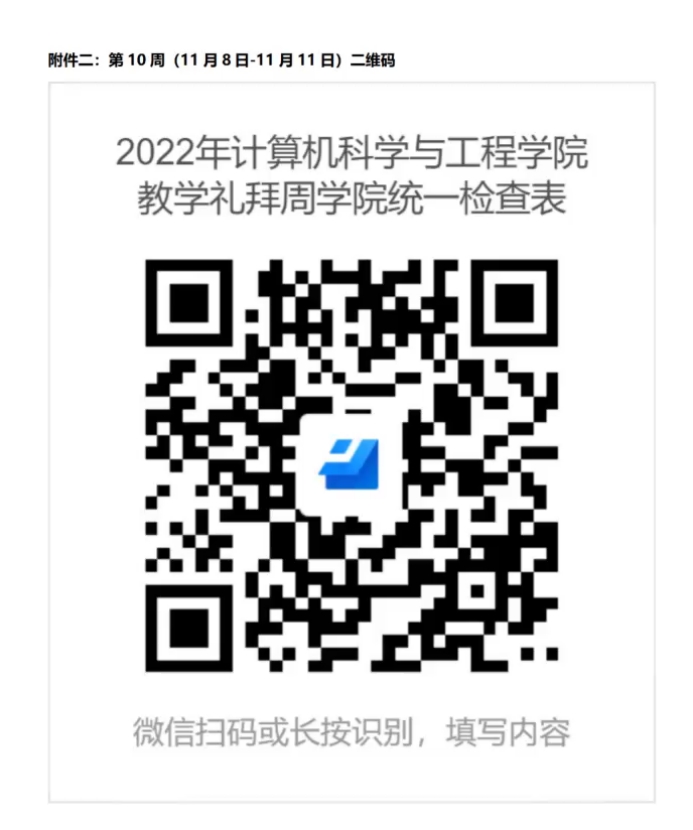 附件二：第 10 周（11 月 8 日-11 月 11 日）二维码
2022年计算机科学与工程学院
教学礼拜周学院统一检查表
微信扫码或长按识别，填写内容